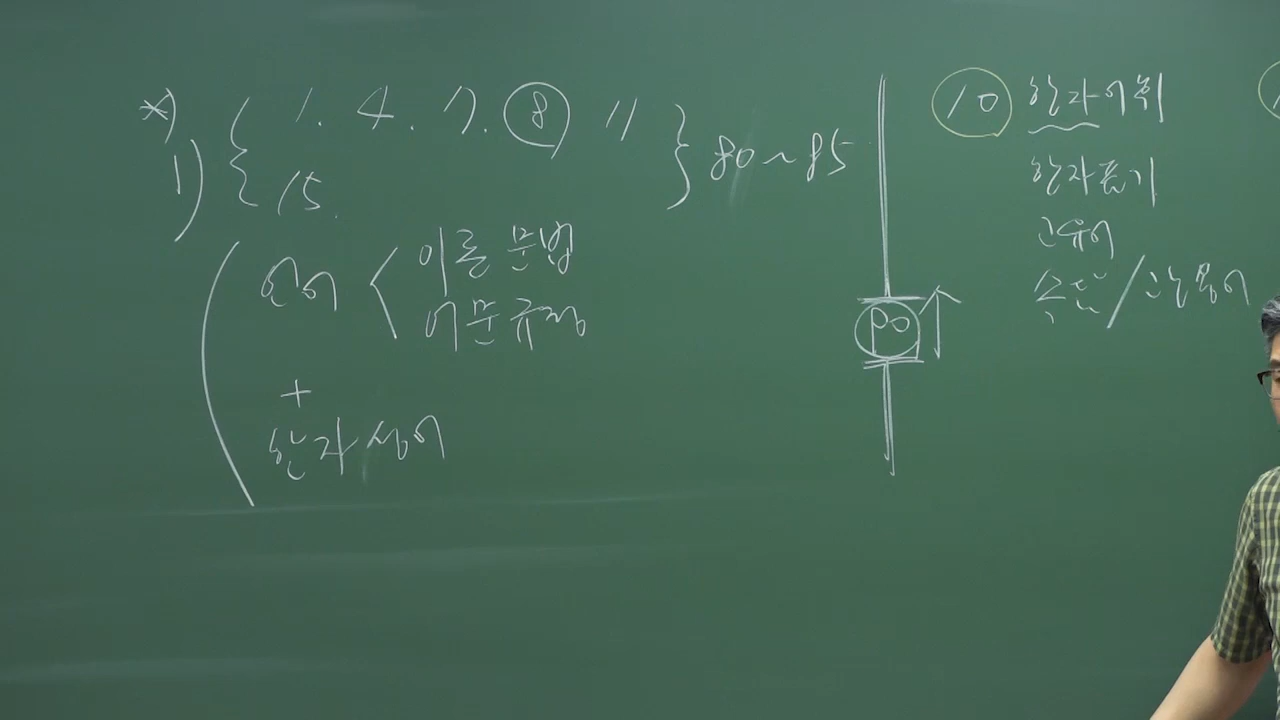 *) { 1. 4. 7. ⑧ 11 } 80~85
1) 15.
언어 < 이론 문법
어문규정
+
한자성어
90 ↑
⑩ 한자어휘
한자표기
고유어
속담/관용어